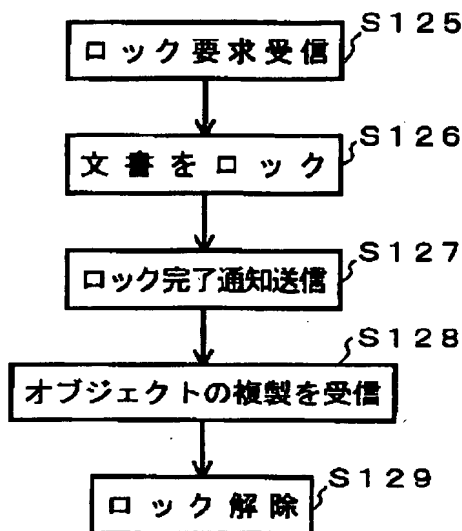 S125
ロック要求受信
S126
文書をロック
S127
ロック完了通知送信
S128
オブジェクトの複製を受信
S129
ロック解除